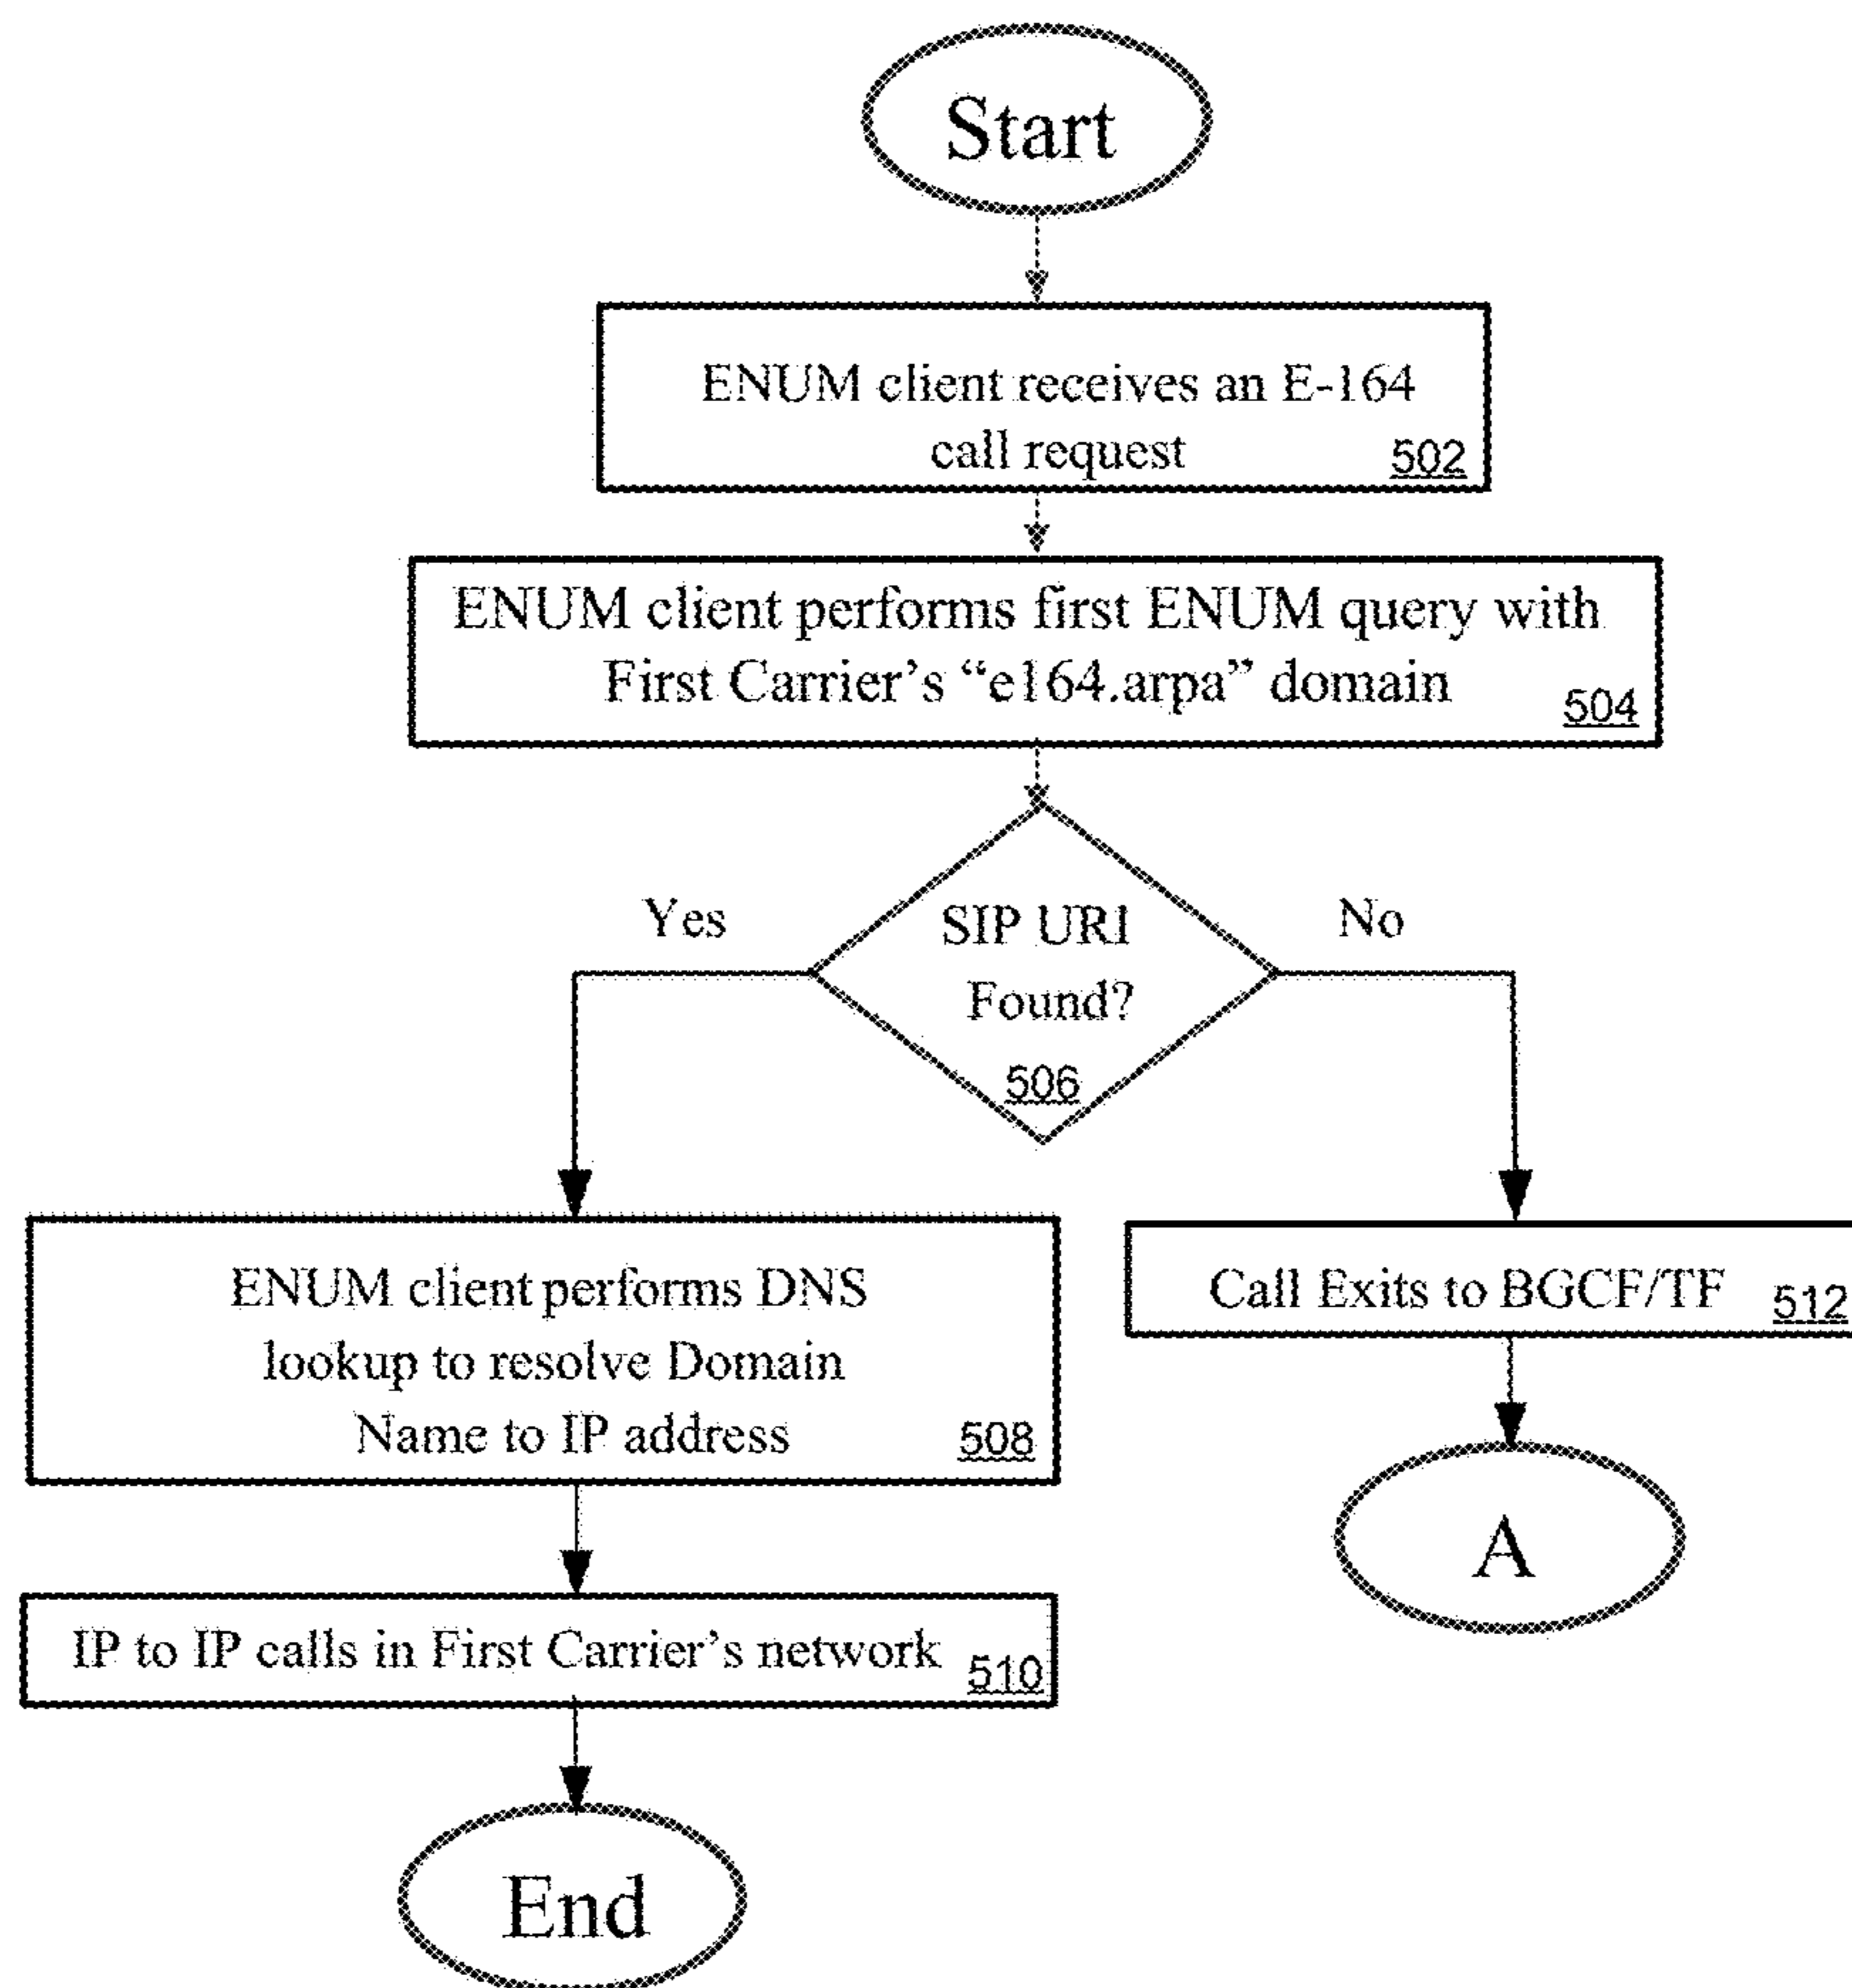 Start
ENUM client receives an E-164
call request
502
ENUM client performs first ENUM query with
First Carrier’s “e164.arpa” domain
504
Yes
SIP URI
Found?
506
No
ENUM client performs DNS
lookup to resolve Domain
Name to IP address
508
Call Exits to BGCF/TF
512
A
IP to IP calls in First Carrier’s network
510
End